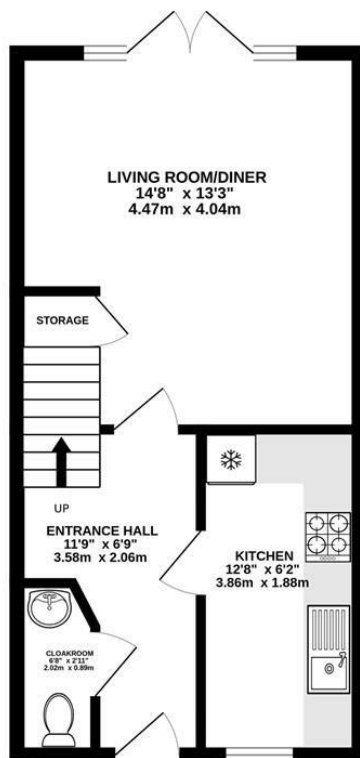 LIVING ROOM/DINER
14'8" x 13'3"
4.47m x 4.04m
STORAGE
UP
ENTRANCE HALL
11'9" x 6'9"
3.58m x 2.06m
KITCHEN
12'8" x 6'2"
3.86m x 1.88m
CLOAKROOM
6'8" x 2'11"
2.02m x 0.89m